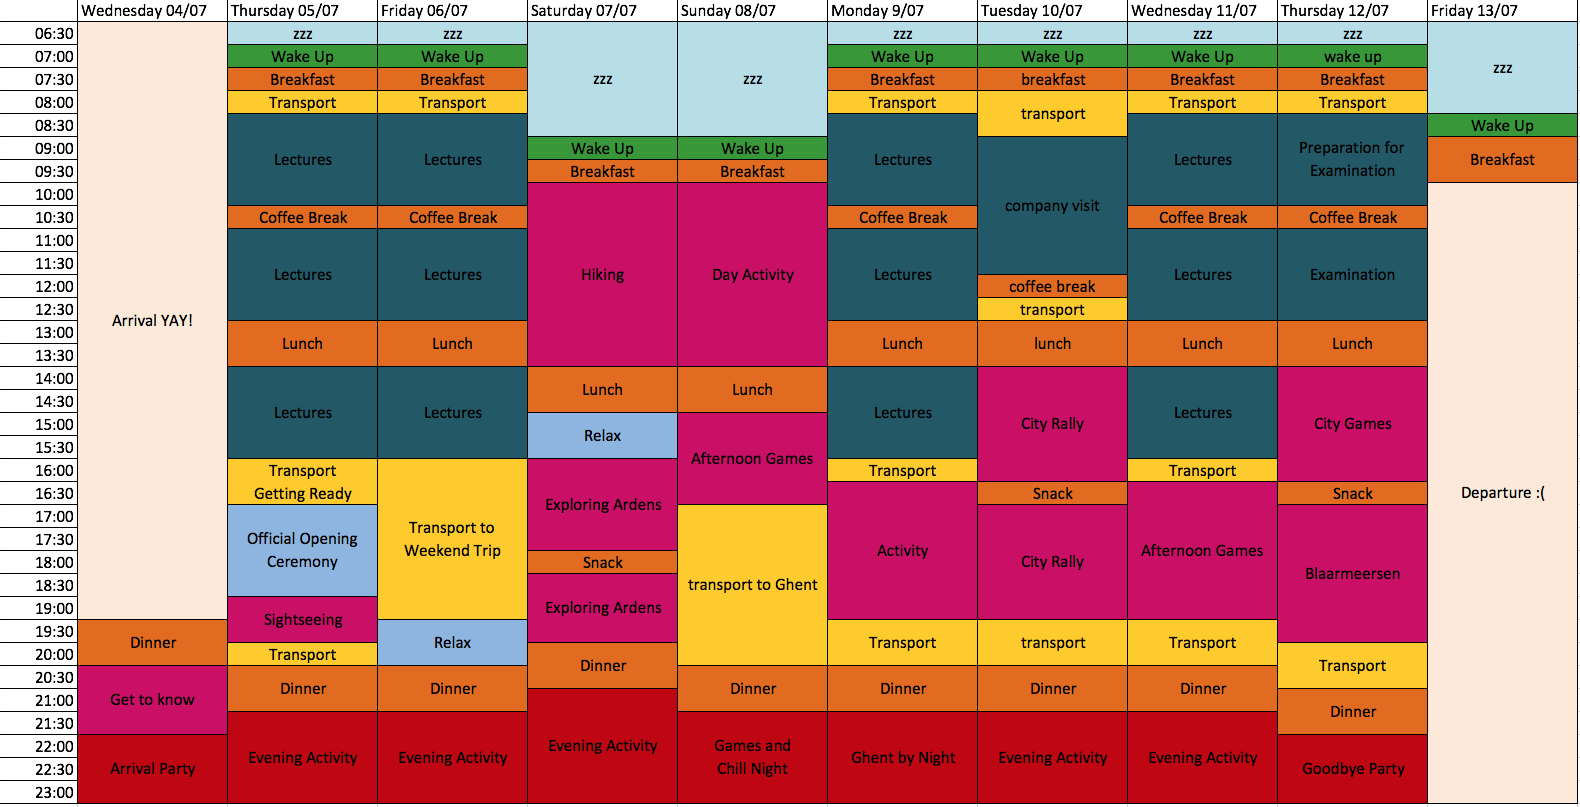 Wednesday 04/07 Thursday 05/07 Friday 06/07 Saturday 07/07 Sunday 08/07 Monday 9/07 Tuesday 10/07 Wednesday 11/07 Thursday 12/07 Friday 13/07
06:30 zzz zzz zzz zzz zzz zzz
07:00 Wake Up Wake Up Wake Up Wake Up Wake Up wake up
zzz
07:30 Breakfast Breakfast zzz zzz Breakfast breakfast Breakfast Breakfast
08:00 Transport Transport Transport Transport Transport
transport
08:30 Wake Up
09:00 Wake Up Wake Up Preparation for
Lectures Lectures Lectures Lectures Breakfast
09:30 Breakfast Breakfast Examination
10:00
company visit
10:30 Coffee Break Coffee Break Coffee Break Coffee Break Coffee Break
11:00
11:30 Lectures Lectures Hiking Day Activity Lectures Lectures Examination
12:00 coffee break
12:30 transport
Arrival YAY!
13:00
Lunch Lunch Lunch lunch Lunch Lunch
13:30
14:00
Lunch Lunch
14:30
Lectures Lectures Lectures Lectures
15:00 City Rally City Games
Relax
15:30
Afternoon Games
16:00 Transport Transport Transport
16:30 Getting Ready Snack Snack
Departure :(
Exploring Ardens
17:00
Transport to
17:30 Official Opening
Weekend Trip Activity Afternoon Games
18:00 Ceremony Snack City Rally
Blaarmeersen
18:30
transport to Ghent
19:00 Exploring Ardens
Sightseeing
19:30
Dinner Relax Transport transport Transport
20:00 Transport
Dinner Transport
20:30
Dinner Dinner Dinner Dinner Dinner Dinner
21:00 Get to know
Dinner
21:30
22:00 Evening Activity Games and
Evening Activity Evening Activity Ghent by Night Evening Activity Evening Activity
22:30 Arrival Party Chill Night Goodbye Party
23:00